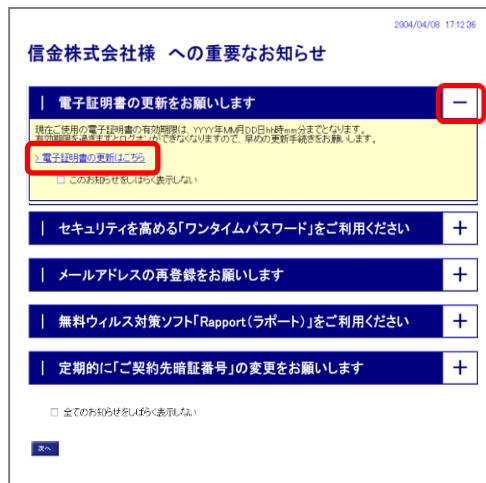 2004/04/08 17:12:36
信金株式会社様 への重要なお知らせ
｜ 電子証明書の更新をお願いします −
現在ご使用の電子証明書の有効期限は、YYYY年MM月DD日hh時mm分までとなります。
有効期限を過ぎますとログオンができなくなりますので、早めの更新手続きをお願いします。
> 電子証明書の更新はこちら
□ このお知らせをしばらく表示しない
｜ セキュリティを高める「ワンタイムパスワード」をご利用ください ＋
｜ メールアドレスの再登録をお願いします ＋
｜ 無料ウィルス対策ソフト「Rapport（ラポート）」をご利用ください ＋
｜ 定期的に「ご契約先暗証番号」の変更をお願いします ＋
□ 全てのお知らせをしばらく表示しない
次へ